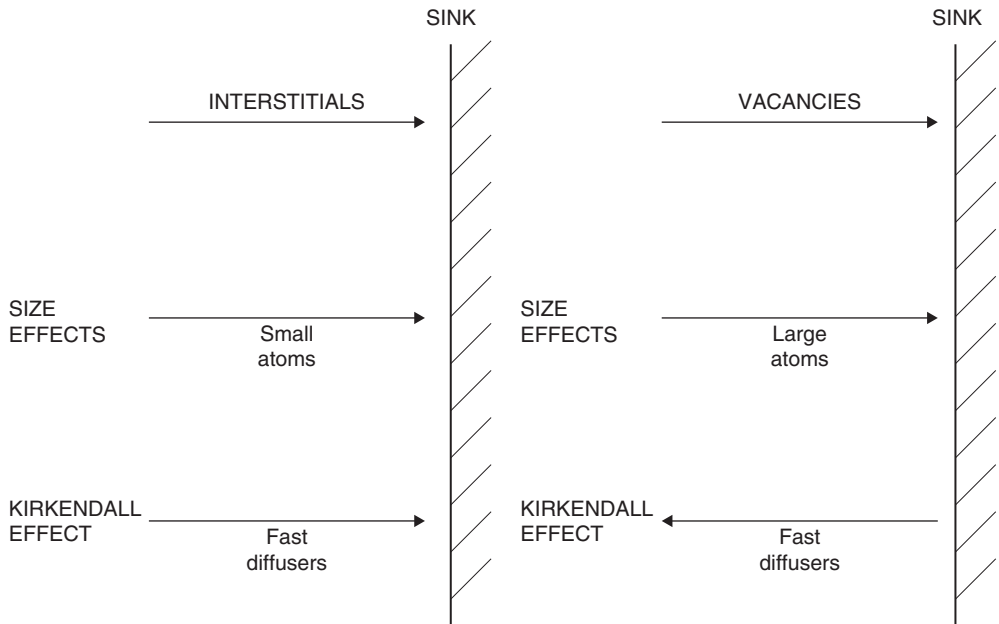 SINK
INTERSTITIALS
SIZE
EFFECTS
Small
atoms
KIRKENDALL
EFFECT
Fast
diffusers
SINK
VACANCIES
SIZE
EFFECTS
Large
atoms
KIRKENDALL
EFFECT
Fast
diffusers